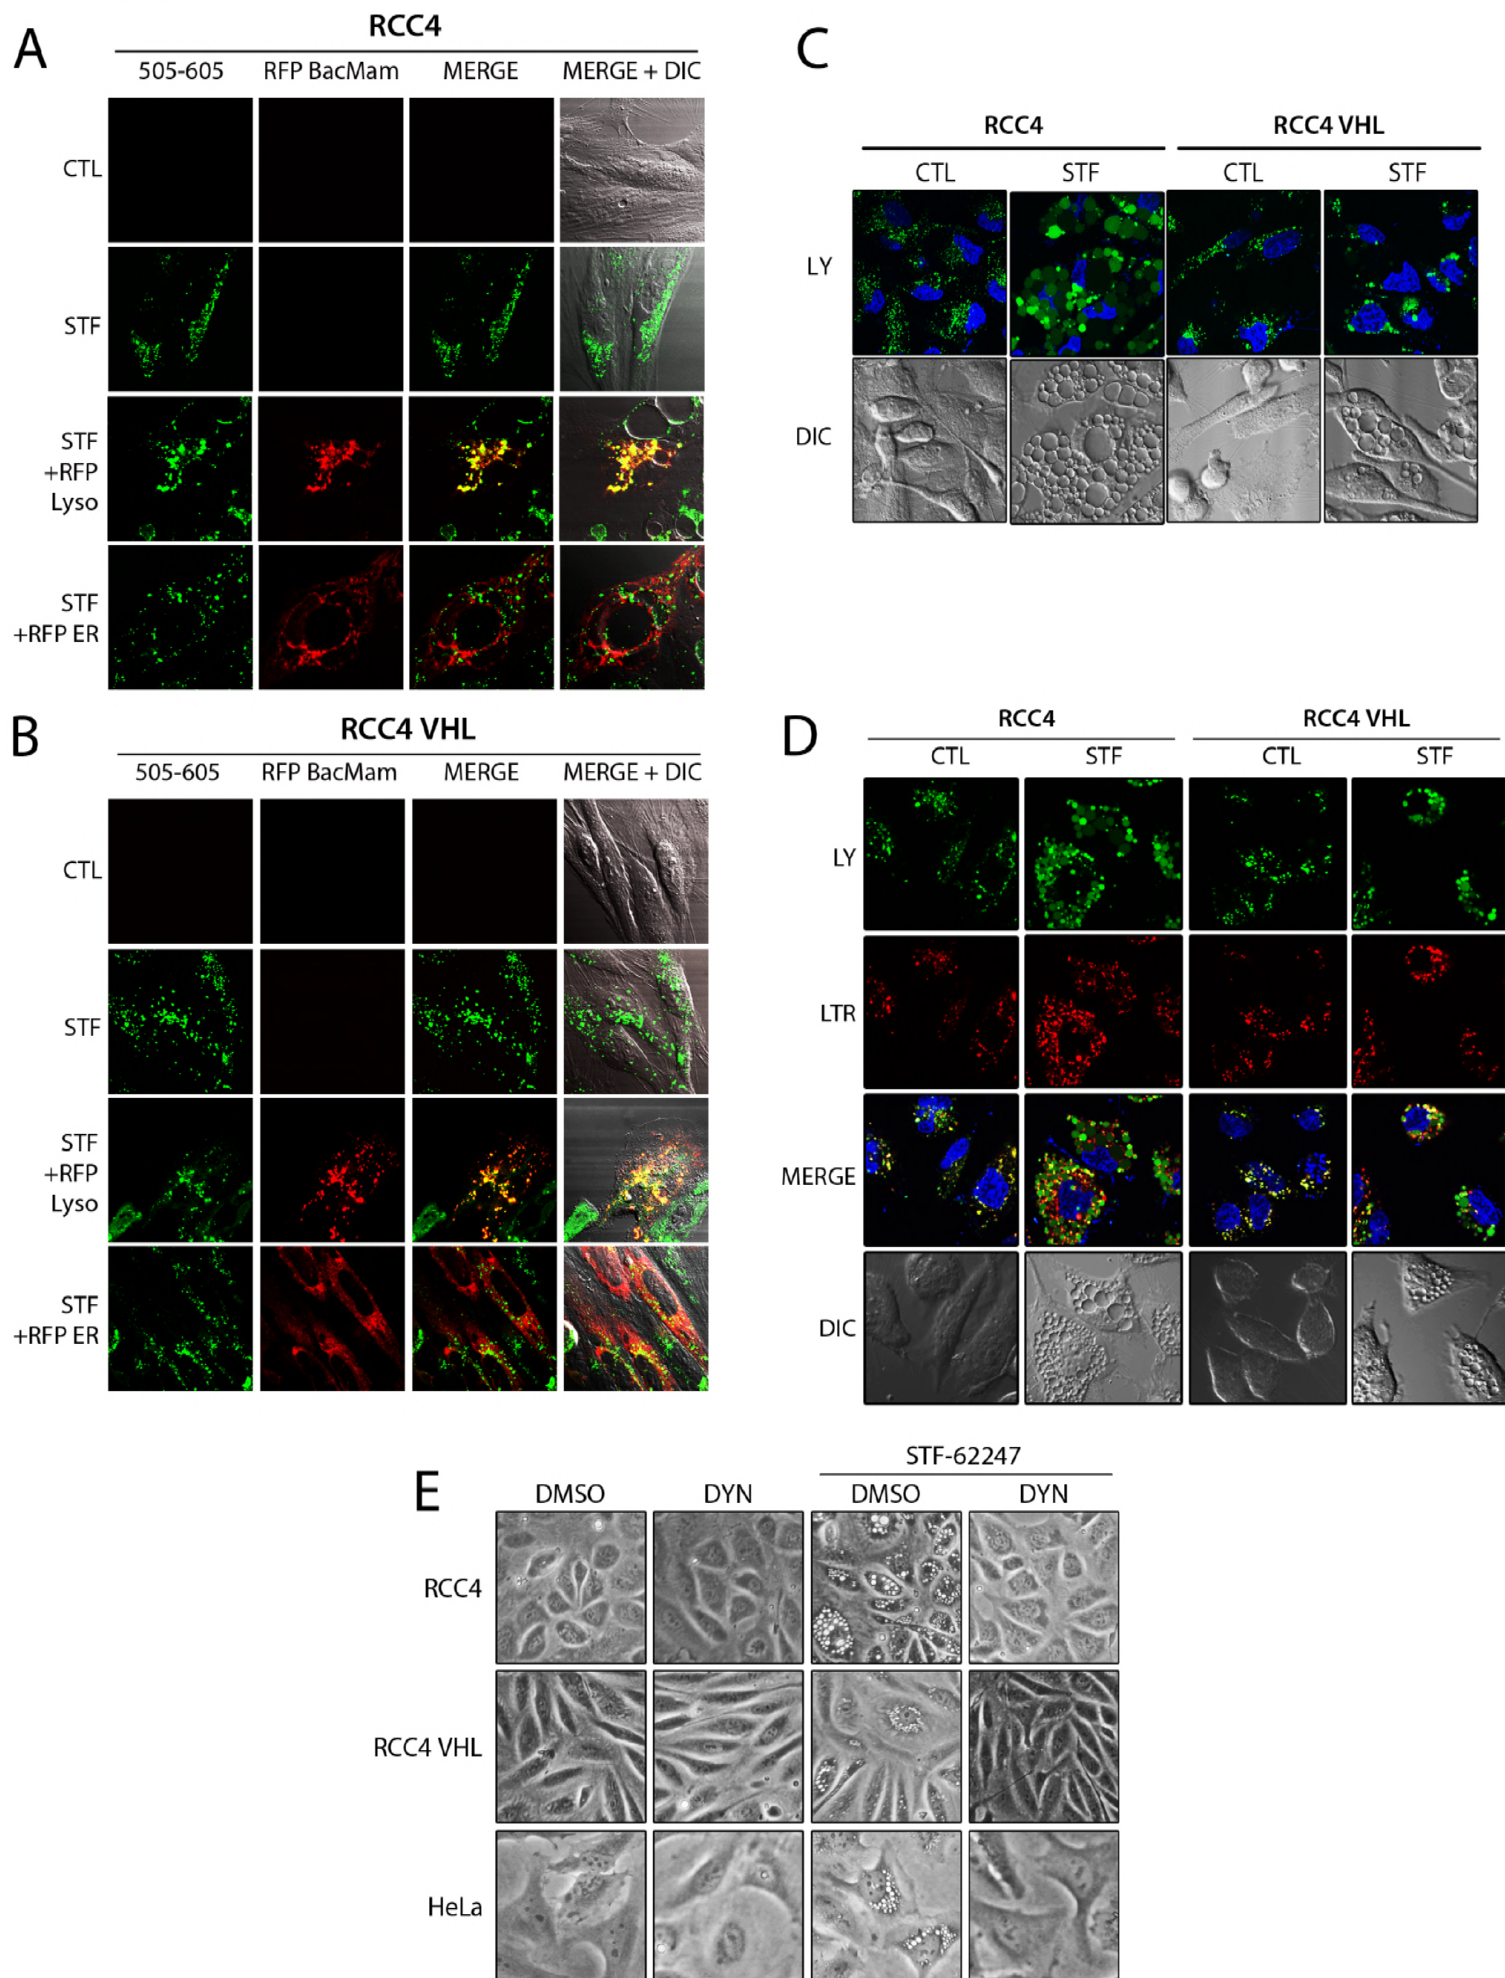 A
RCC4
505-605 RFP BacMam MERGE MERGE + DIC
CTL
STF
STF
+RFP
Lyso
STF
+RFP ER
B
RCC4 VHL
505-605 RFP BacMam MERGE MERGE + DIC
CTL
STF
STF
+RFP
Lyso
STF
+RFP ER
C
RCC4 RCC4 VHL
CTL STF CTL STF
LY
DIC
D
RCC4 RCC4 VHL
CTL STF CTL STF
LY
LTR
MERGE
DIC
E
STF-62247
DMSO DYN DMSO DYN
RCC4
RCC4 VHL
HeLa